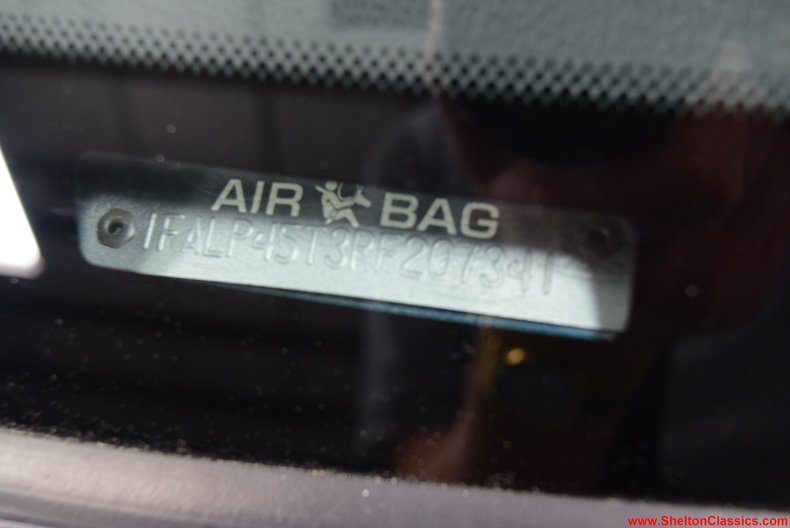 AIR BAG
1FALP45T3RF207341
www.SheltonClassics.com